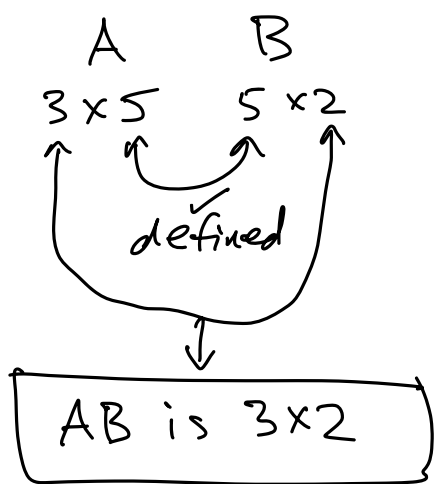 A B
3 × 5 5 × 2
✓
defined
AB is 3×2